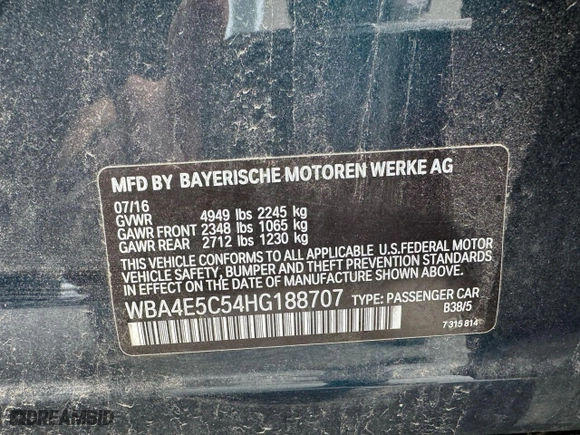 MFD BY BAYERISCHE MOTOREN WERKE AG
07/16
GVWR 4949 lbs 2245 kg
GAWR FRONT 2348 lbs 1065 kg
GAWR REAR 2712 lbs 1230 kg
THIS VEHICLE CONFORMS TO ALL APPLICABLE U.S.FEDERAL MOTOR
VEHICLE SAFETY, BUMPER, AND THEFT PREVENTION
STANDARDS IN EFFECT ON THE DATE OF MANUFACTURE SHOWN
ABOVE.
WBA4E5C54HG188707 TYPE: PASSENGER CAR
B38/5
7 315 814
DREAMBID